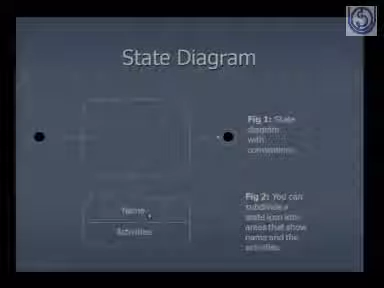 State Diagram
Fig 1: State
diagram
with
Name
Activities
Fig 2: You can
subdivide a
state icon into
areas that show
name and the
activities.